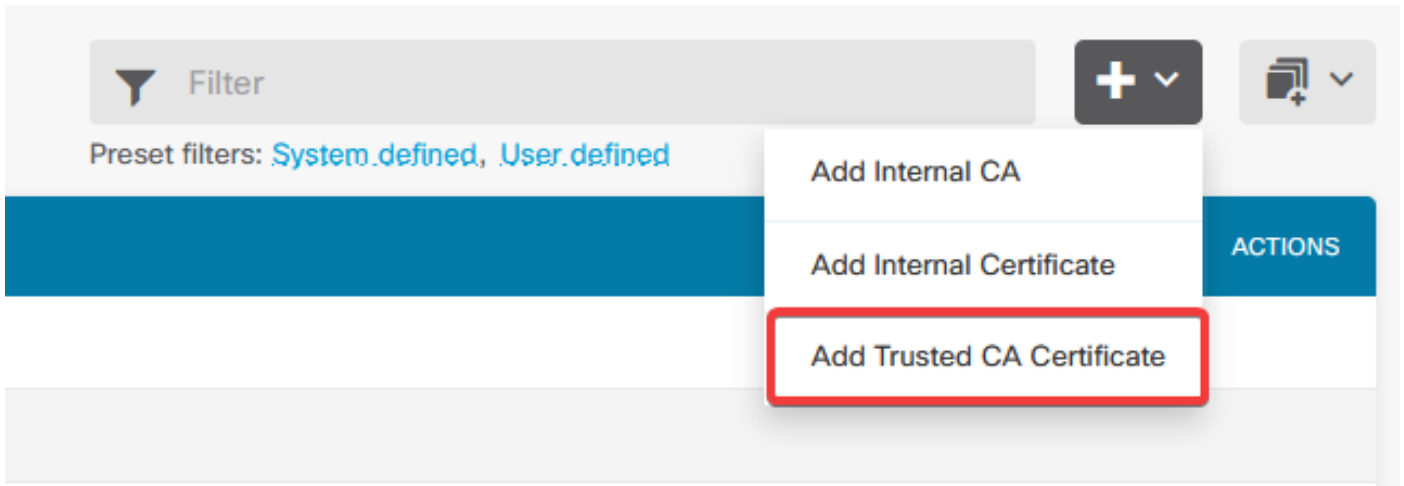 Filter
Preset filters: System defined, User defined
Add Internal CA
ACTIONS
Add Internal Certificate
Add Trusted CA Certificate